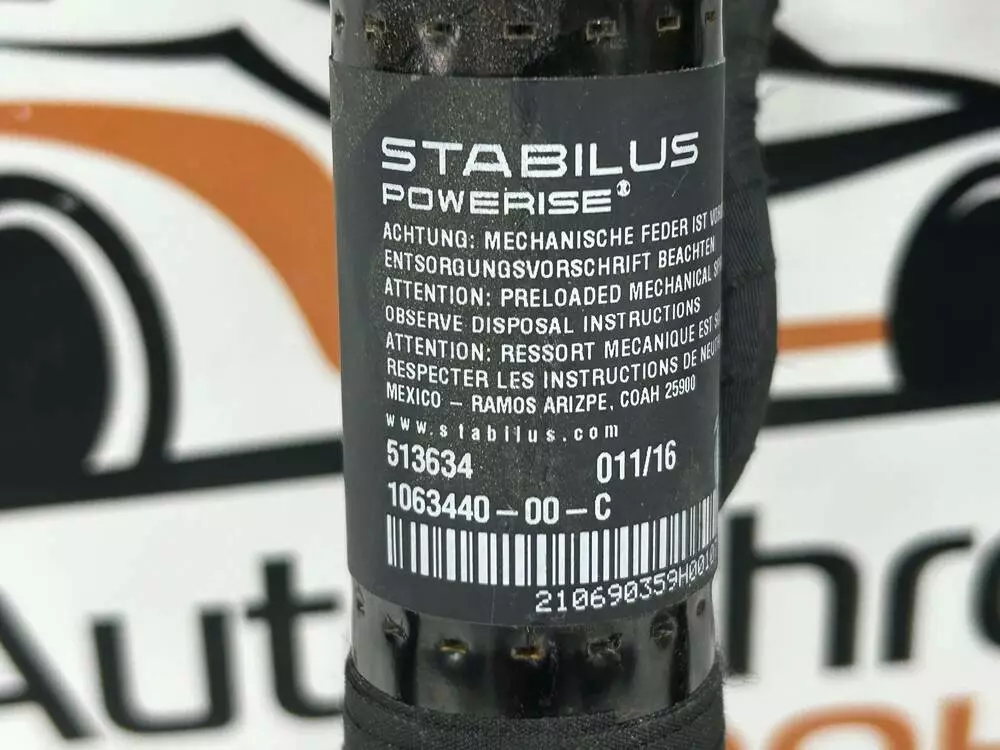 STABILUS
POWERISE®
ACHTUNG: MECHANISCHE FEDER IST
ENTSORGUNGSVORSCHRIFT BEACHTEN
ATTENTION: PRELOADED MECHANICAL
OBSERVE DISPOSAL INSTRUCTIONS
ATTENTION: RESSORT MECANIQUE EST
RESPECTER LES INSTRUCTIONS DE
MEXICO – RAMOS ARIZPE, COAH 25900
www.stabilus.com
513634 011/16
1063440-00-C